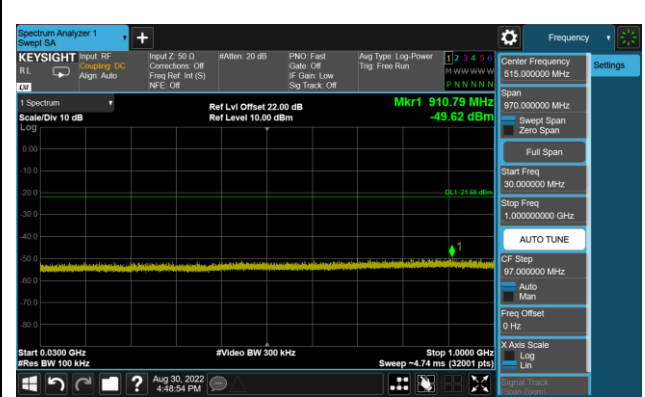 Spectrum Analyzer 1
Swept SA
Frequency
KEYSIGHT
RL
LXI
Input: RF
Coupling: DC
Align: Auto
Input Z: 50 Ω
Corrections: Off
Freq Ref: Int (S)
NFE: Off
#Atten: 20 dB
PNO: Fast
Gate: Off
IF Gain: Low
Sig Track: Off
Avg Type: Log-Power
Trig: Free Run
1 2 3 4 5 6
M W W W W W
P N N N N N
1 Spectrum
Scale/Div 10 dB
Log
Ref Lvl Offset 22.00 dB
Ref Level 10.00 dBm
Mkr1 910.79 MHz
-49.62 dBm
0.00
-10.0
-20.0
-30.0
-40.0
-50.0
-60.0
-70.0
-80.0
DL1 -21.68 dBm
1
Start 0.0300 GHz
#Res BW 100 kHz
#Video BW 300 kHz
Stop 1.0000 GHz
Sweep ~4.74 ms (32001 pts)
Center Frequency
515.000000 MHz
Settings
Span
970.000000 MHz
Swept Span
Zero Span
Full Span
Start Freq
30.000000 MHz
Stop Freq
1.000000000 GHz
AUTO TUNE
CF Step
97.000000 MHz
Auto
Man
Freq Offset
0 Hz
X Axis Scale
Log
Lin
Signal Track
(Span Zoom)
?
Aug 30, 2022
4:48:54 PM